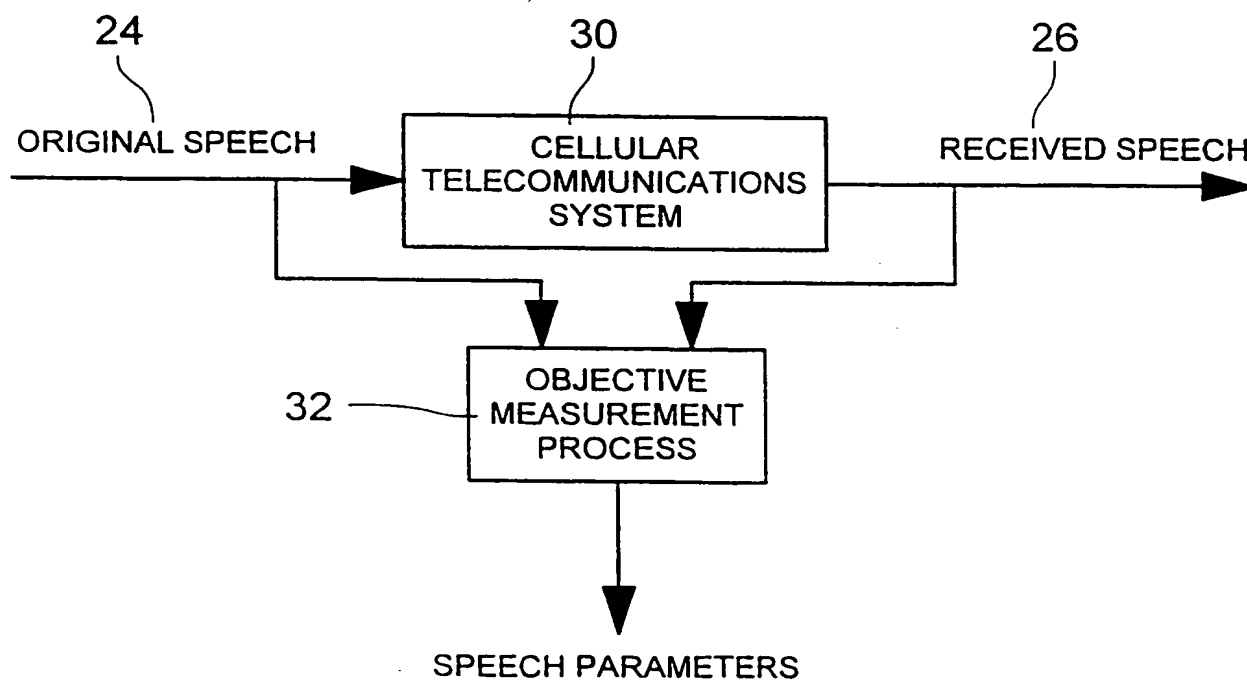 24
30
26
ORIGINAL SPEECH
CELLULAR
TELECOMMUNICATIONS
SYSTEM
RECEIVED SPEECH
32
OBJECTIVE
MEASUREMENT
PROCESS
SPEECH PARAMETERS